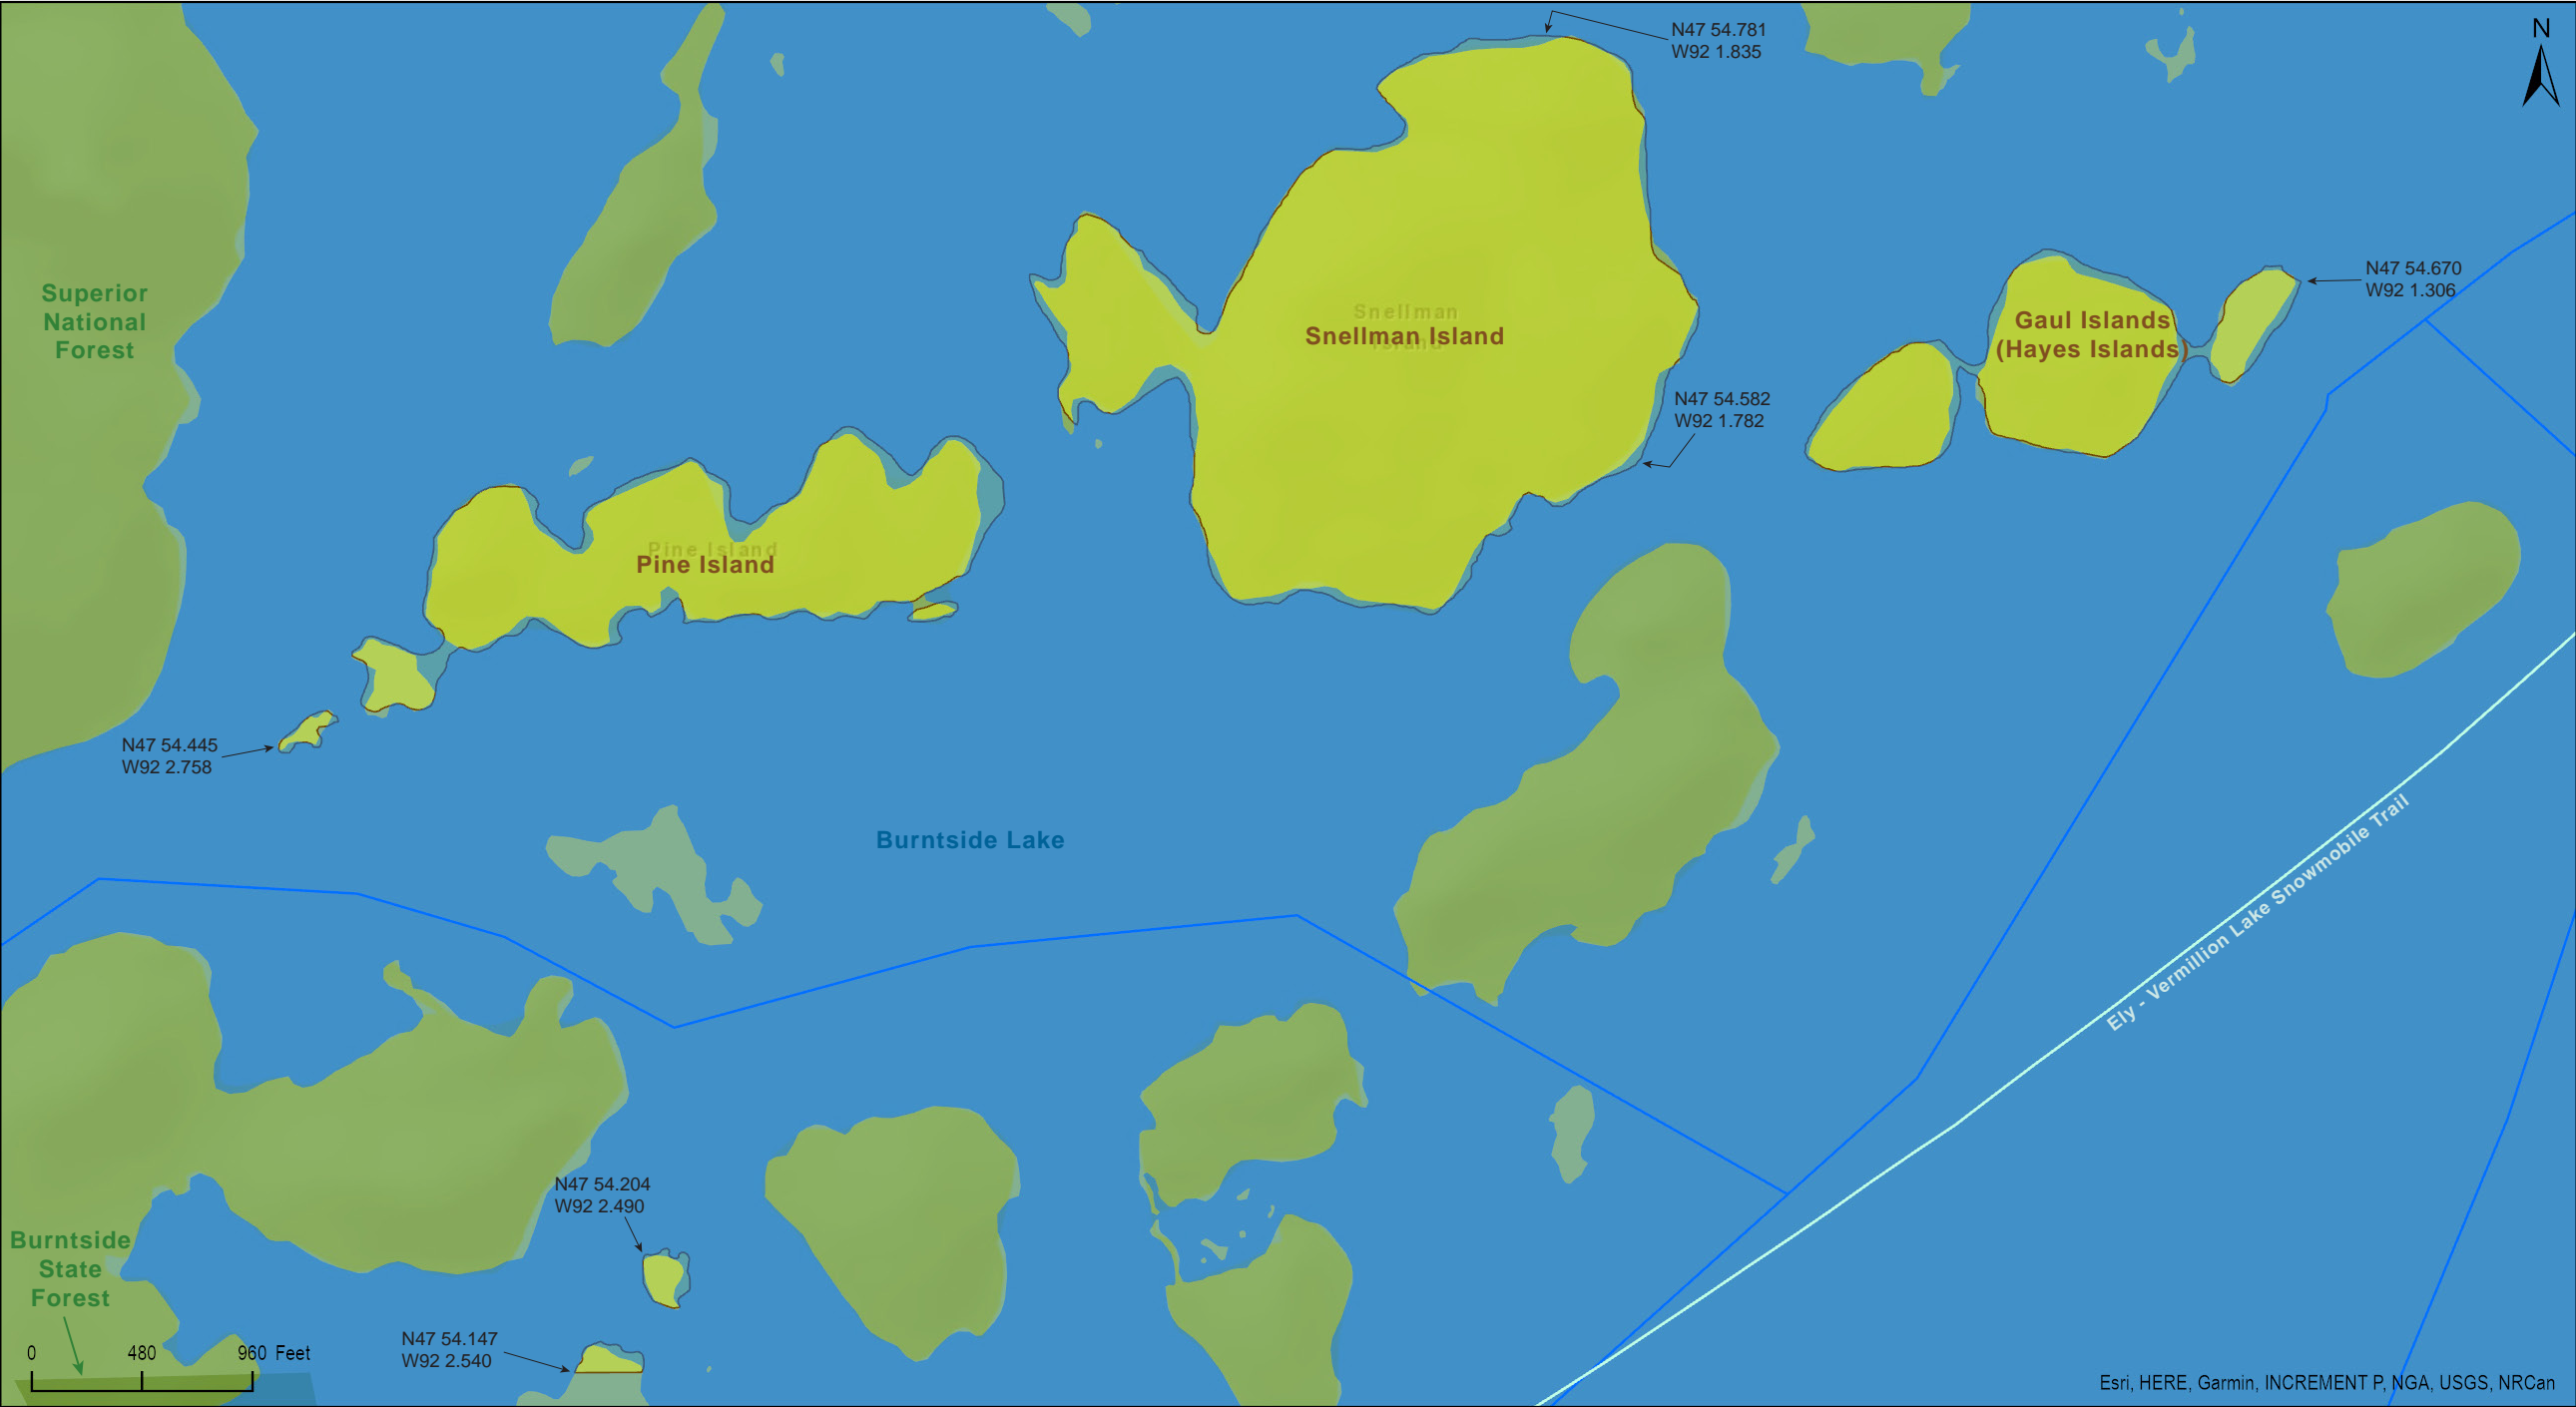 N47 54.781
W92 1.835
N
N47 54.670
W92 1.306
Superior
National
Forest
Snellman
Island
Snellman Island
Gaul Islands
(Hayes Islands)
N47 54.582
W92 1.782
Pine Island
Pine Island
N47 54.445
W92 2.758
Burntside Lake
Ely - Vermillion Lake Snowmobile Trail
N47 54.204
W92 2.490
Burntside
State
Forest
N47 54.147
W92 2.540
0 480 960 Feet
Esri, HERE, Garmin, INCREMENT P, NGA, USGS, NRCan